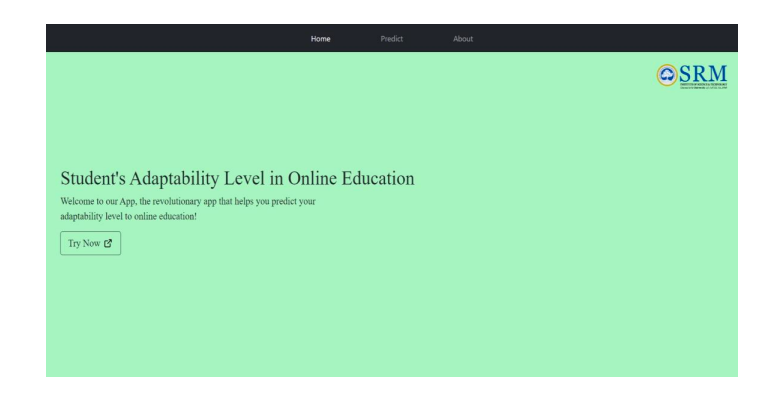 Home Predict About
SRM
Student's Adaptability Level in Online Education
Welcome to our App, the revolutionary app that helps you predict your
adaptability level to online education!
Try Now